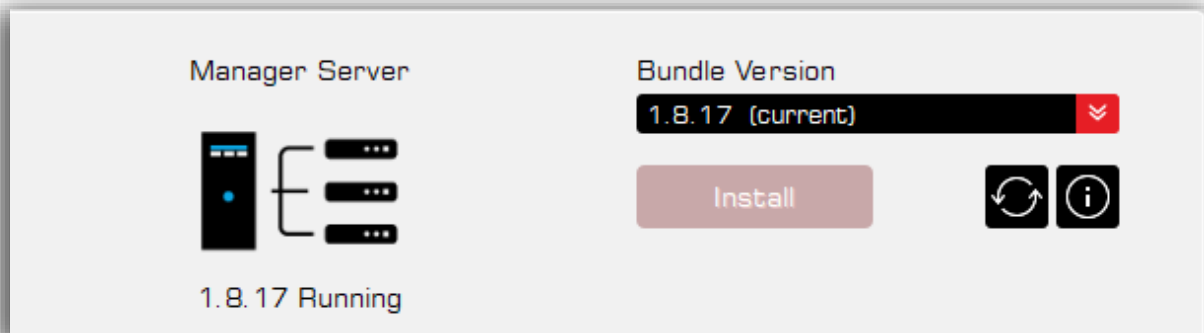 Manager Server
1.8.17 Running
Bundle Version
1.8.17 (current)
Install